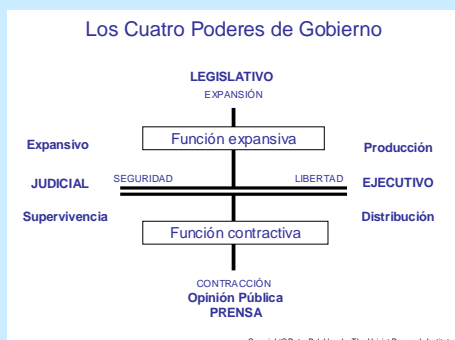 Los Cuatro Poderes de Gobierno
LEGISLATIVO
EXPANSIÓN
Función expansiva
Expansivo
Producción
SEGURIDAD
LIBERTAD
JUDICIAL
EJECUTIVO
Supervivencia
Distribución
Función contractiva
CONTRACCIÓN
Opinión Pública
PRENSA